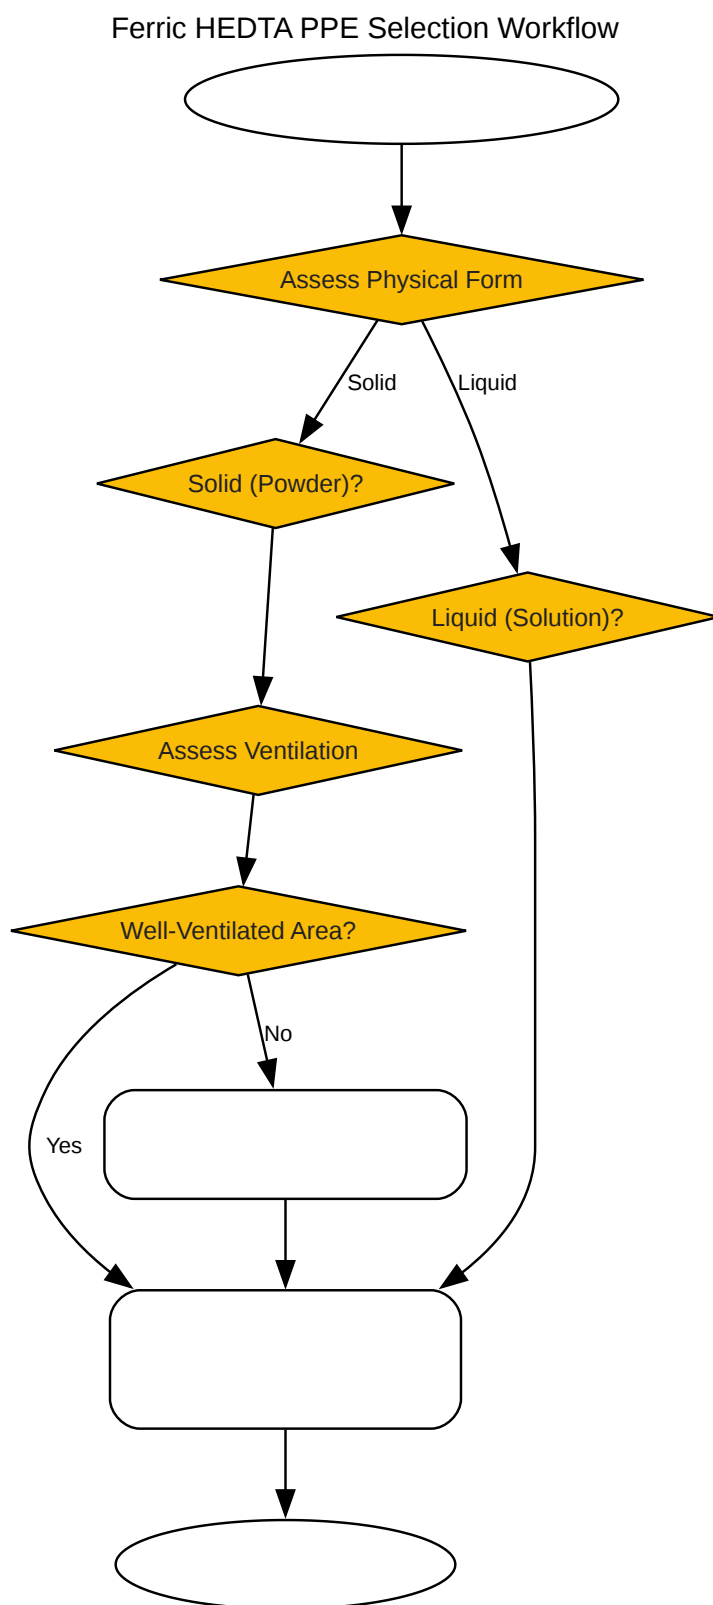 Ferric HEDTA PPE Selection Workflow
Assess Physical Form
Solid
Liquid
Solid (Powder)?
Liquid (Solution)?
Assess Ventilation
Well-Ventilated Area?
No
Yes